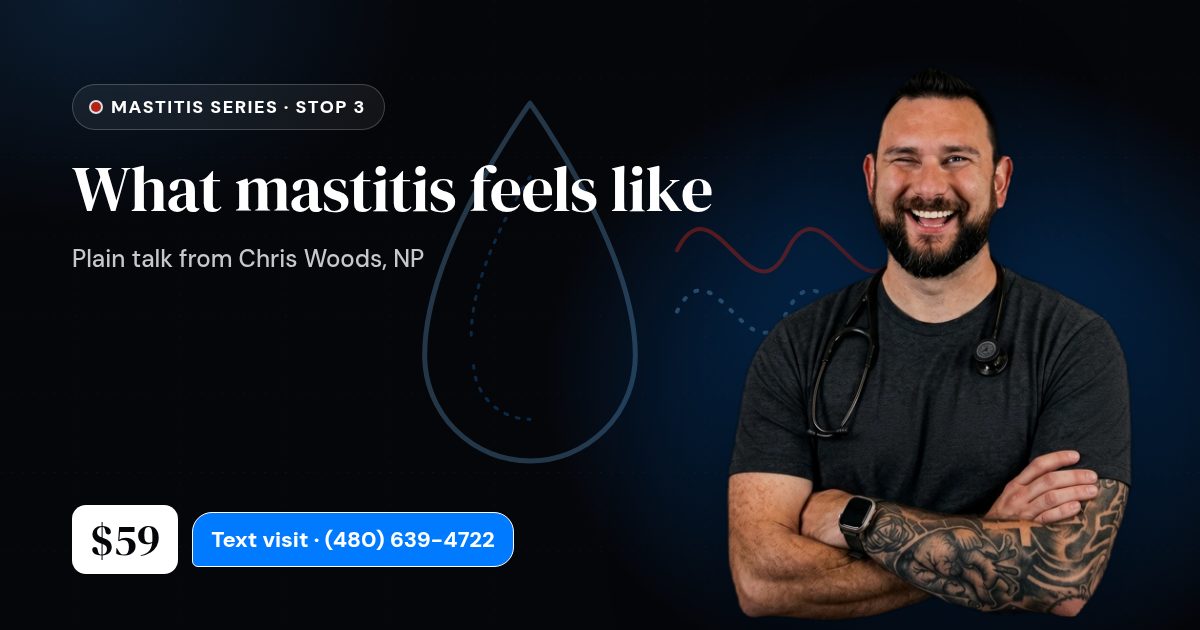 MASTITIS SERIES · STOP 3
What mastitis feels like
Plain talk from Chris Woods, NP
$59
Text visit · (480) 639-4722